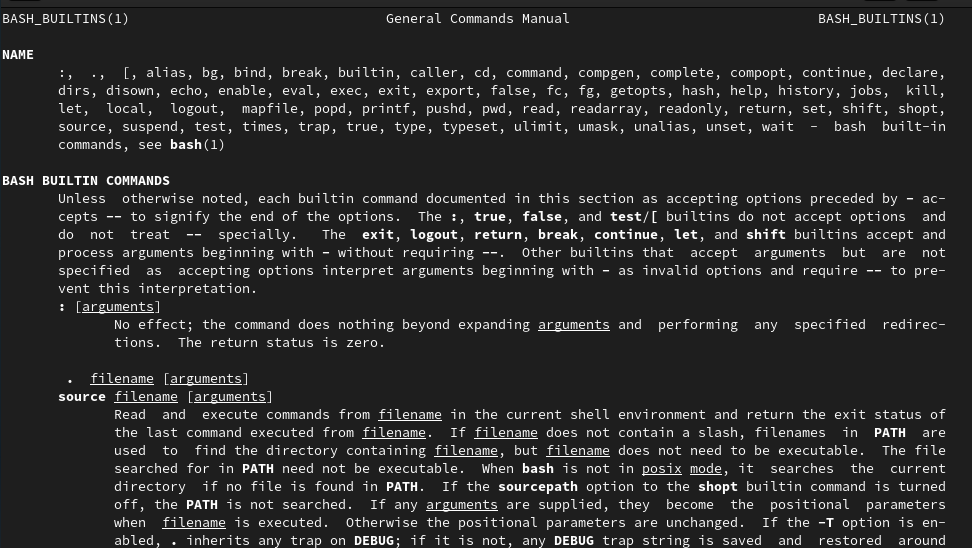 BASH_BUILTINS(1) General Commands Manual BASH_BUILTINS(1)
NAME
:, ., [, alias, bg, bind, break, builtin, caller, cd, command, compgen, complete, compopt, continue, declare,
dirs, disown, echo, enable, eval, exec, exit, export, false, fc, fg, getopts, hash, help, history, jobs, kill,
let, local, logout, mapfile, popd, printf, pushd, pwd, read, readarray, readonly, return, set, shift, shopt,
source, suspend, test, times, trap, true, type, typeset, ulimit, umask, unalias, unset, wait - bash built-in
commands, see bash(1)
BASH BUILTIN COMMANDS
Unless otherwise noted, each builtin command documented in this section as accepting options preceded by - ac-
cepts -- to signify the end of the options. The :, true, false, and test/[ builtins do not accept options and
do not treat -- specially. The exit, logout, return, break, continue, let, and shift builtins accept and
process arguments beginning with - without requiring --. Other builtins that accept arguments but are not
specified as accepting options interpret arguments beginning with - as invalid options and require -- to pre-
vent this interpretation.
: [arguments]
No effect; the command does nothing beyond expanding arguments and performing any specified redirec-
tions. The return status is zero.
. filename [arguments]
source filename [arguments]
Read and execute commands from filename in the current shell environment and return the exit status of
the last command executed from filename. If filename does not contain a slash, filenames in PATH are
used to find the directory containing filename, but filename does not need to be executable. The file
searched for in PATH need not be executable. When bash is not in posix mode, it searches the current
directory if no file is found in PATH. If the sourcepath option to the shopt builtin command is turned
off, the PATH is not searched. If any arguments are supplied, they become the positional parameters
when filename is executed. Otherwise the positional parameters are unchanged. If the -T option is en-
abled, . inherits any trap on DEBUG; if it is not, any DEBUG trap string is saved and restored around